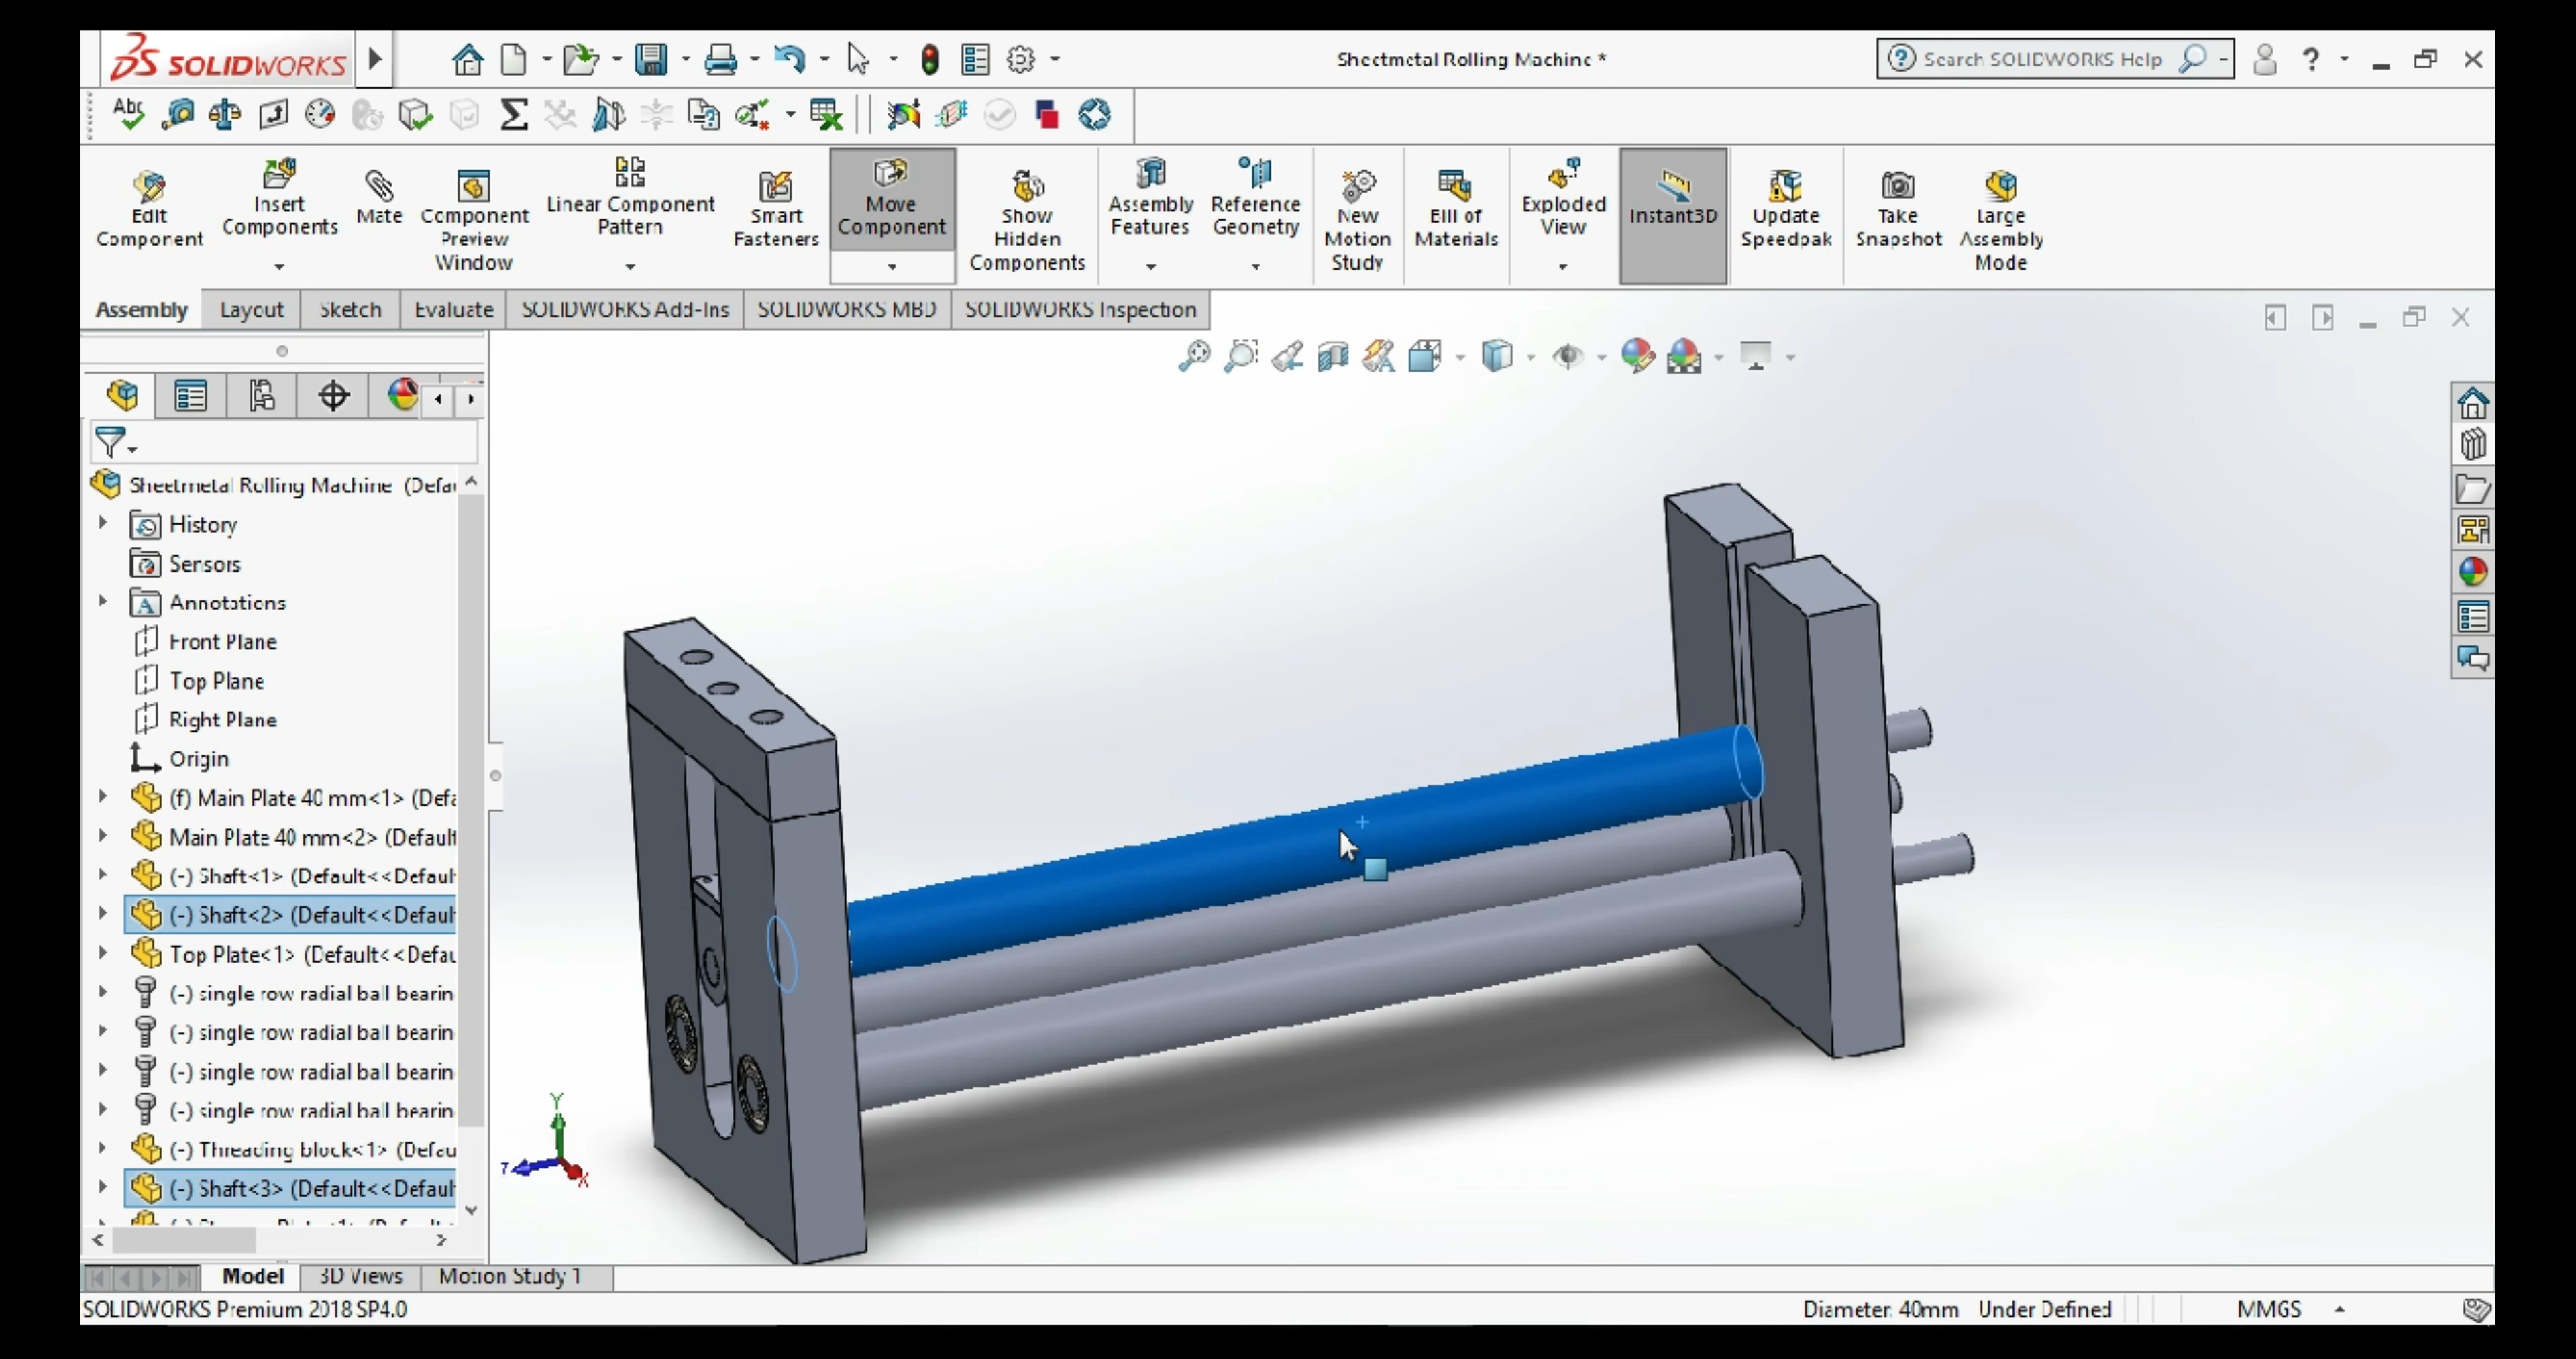 SOLIDWORKS
Sheetmetal Rolling Machine *
Search SOLIDWORKS Help
Abc
Edit Component
Insert Components
Mate
Component Preview Window
Linear Component Pattern
Smart Fasteners
Move Component
Show Hidden Components
Assembly Features
Reference Geometry
New Motion Study
Bill of Materials
Exploded View
Instant3D
Update Speedpak
Take Snapshot
Large Assembly Mode
Assembly Layout Sketch Evaluate SOLIDWORKS Add-Ins SOLIDWORKS MBD SOLIDWORKS Inspection
Sheetmetal Rolling Machine (Defa
History
Sensors
Annotations
Front Plane
Top Plane
Right Plane
Origin
(f) Main Plate 40 mm<1> (Defa
Main Plate 40 mm<2> (Default
(-) Shaft<1> (Default<<Defaul
(-) Shaft<2> (Default<<Defaul
Top Plate<1> (Default<<Defau
(-) single row radial ball bearin
(-) single row radial ball bearin
(-) single row radial ball bearin
(-) single row radial ball bearin
(-) Threading block<1> (Defau
(-) Shaft<3> (Default<<Defaul
Y
Z
X
Model 3D Views Motion Study 1
SOLIDWORKS Premium 2018 SP4.0
Diameter: 40mm Under Defined MMGS